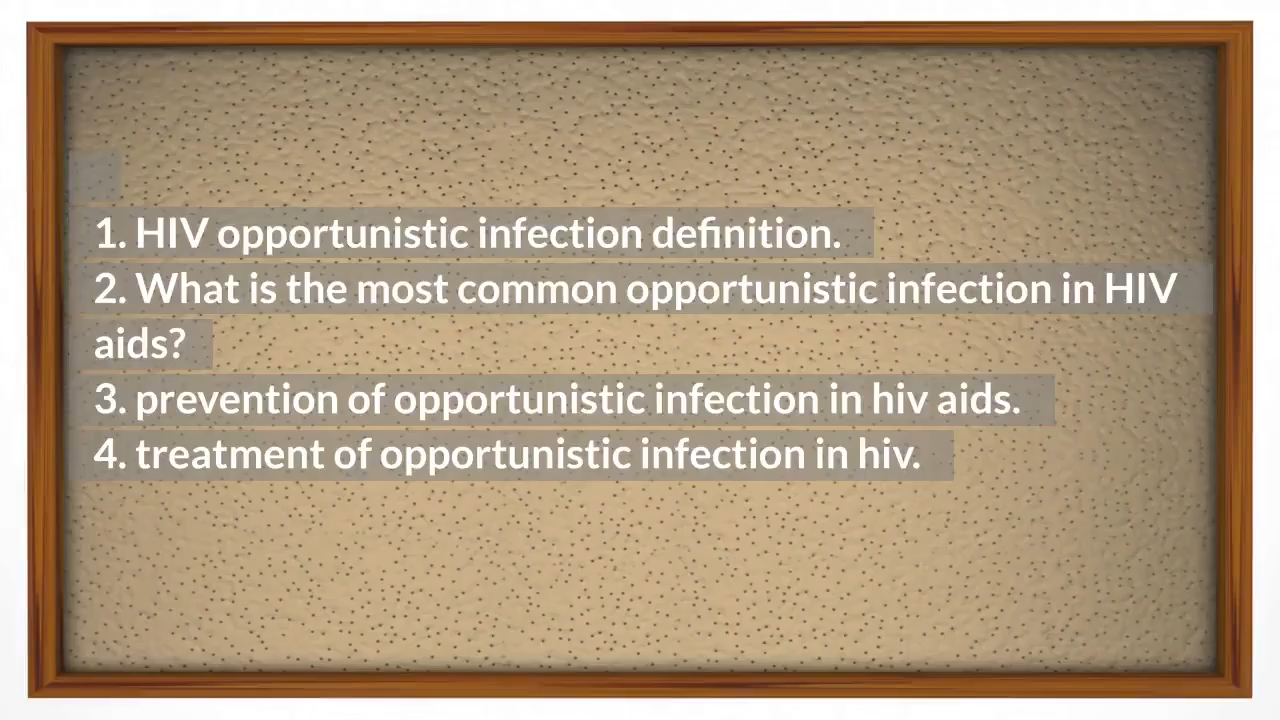 1. HIV opportunistic infection definition.
2. What is the most common opportunistic infection in HIV
aids?
3. prevention of opportunistic infection in hiv aids.
4. treatment of opportunistic infection in hiv.